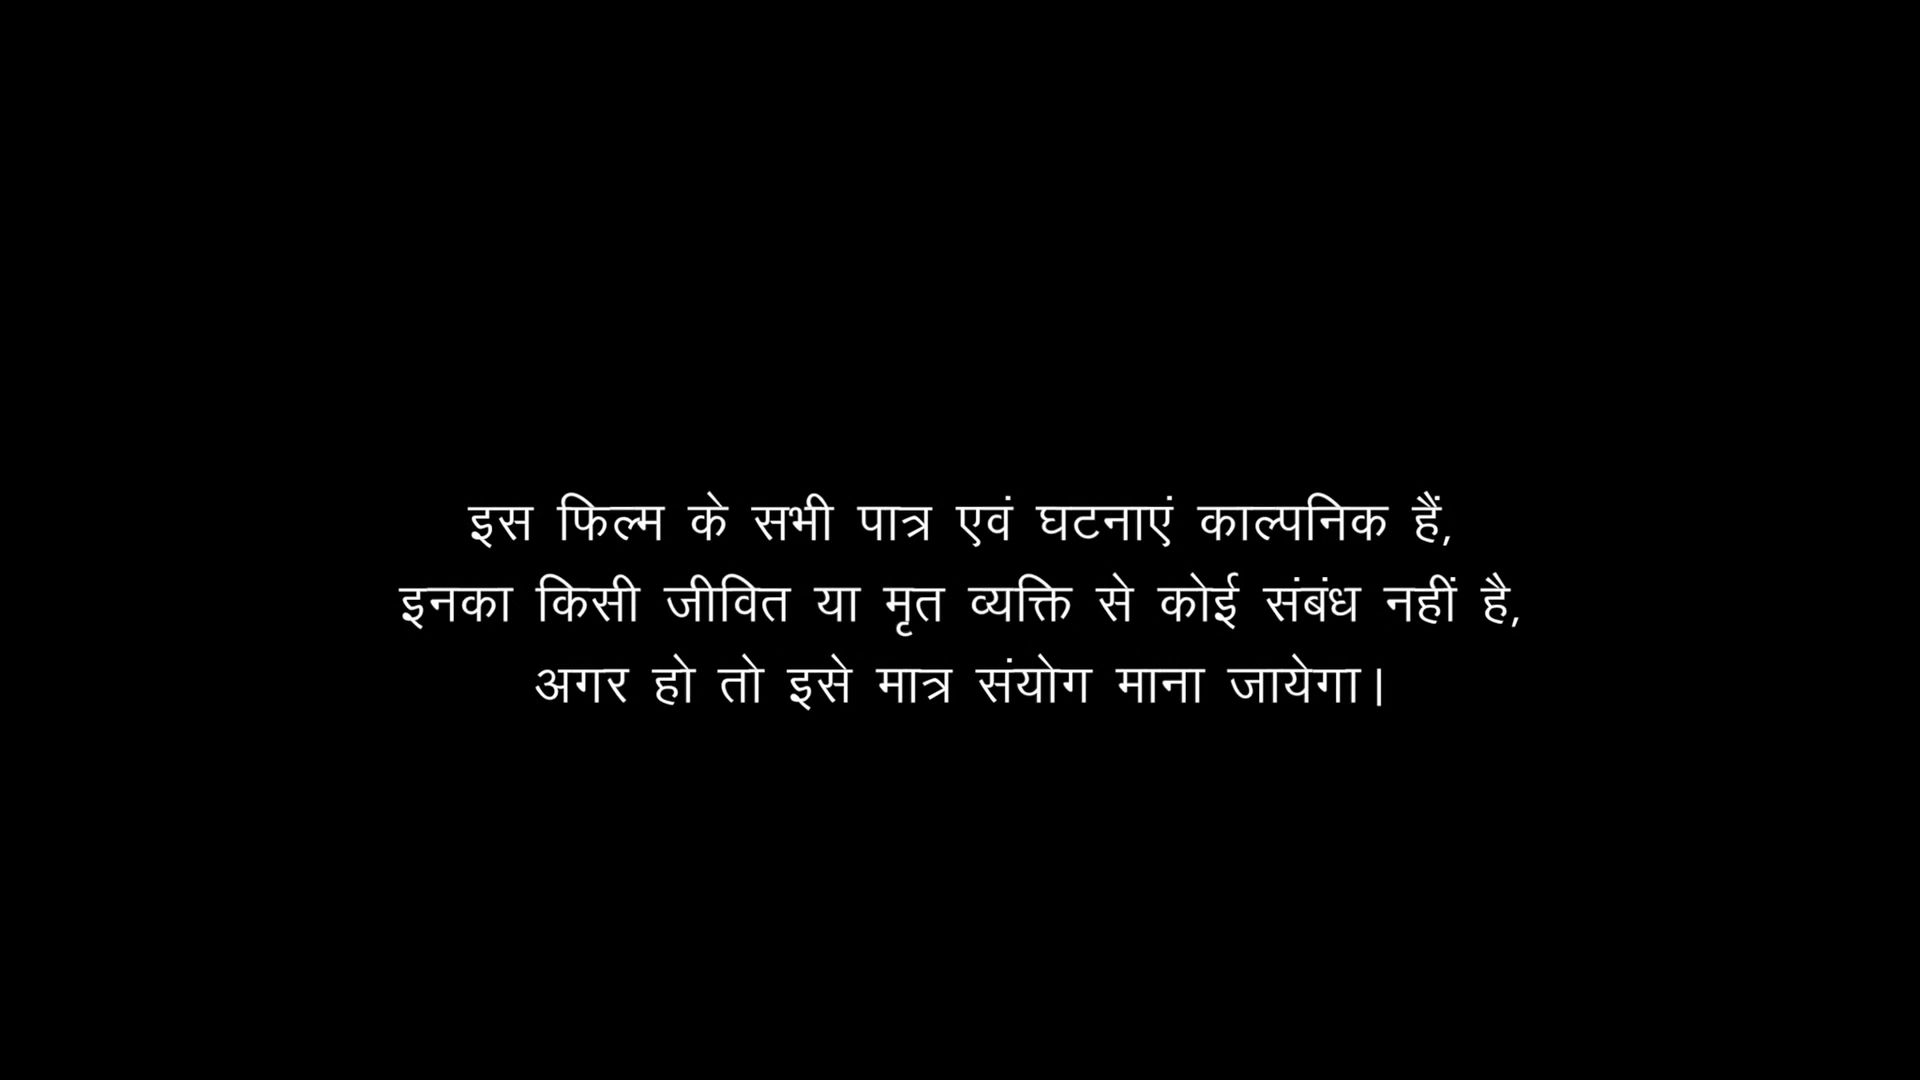 इस फिल्म के सभी पात्र एवं घटनाएं काल्पनिक हैं,
इनका किसी जीवित या मृत व्यक्ति से कोई संबंध नहीं है,
अगर हो तो इसे मात्र संयोग माना जायेगा।